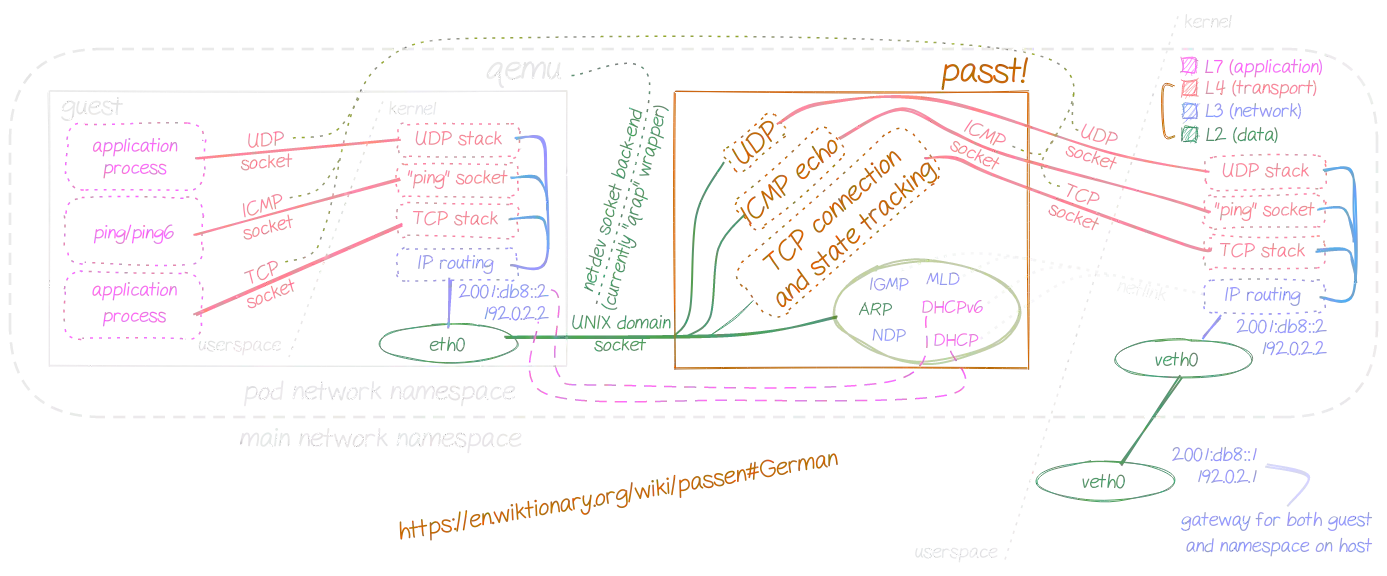 kernel
qemu
passt!
L7 (application)
L4 (transport)
L3 (network)
L2 (data)
guest
kernel
application
process
UDP
socket
UDP stack
ping/ping6
ICMP
socket
"ping" socket
TCP stack
application
process
TCP
socket
IP routing
2001:db8::2
192.0.2.2
userspace
eth0
netdev socket back-end
(currently "qrap" wrapper)
UNIX domain
socket
UDP
ICMP echo
TCP connection
and state tracking
IGMP
MLD
ARP
DHCPv6
NDP
DHCP
UDP
socket
ICMP
socket
TCP
socket
netlink
UDP stack
"ping" socket
TCP stack
IP routing
2001:db8::2
192.0.2.2
veth0
pod network namespace
main network namespace
veth0
2001:db8::1
192.0.2.1
gateway for both guest
and namespace on host
userspace
https://en.wiktionary.org/wiki/passen#German